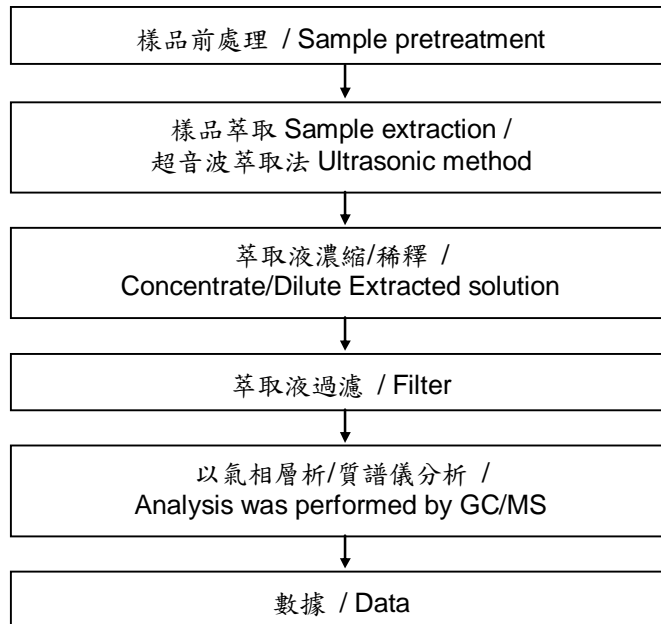 樣品前處理 / Sample pretreatment
樣品萃取 Sample extraction /
超音波萃取法 Ultrasonic method
萃取液濃縮/稀釋 /
Concentrate/Dilute Extracted solution
萃取液過濾 / Filter
以氣相層析/質譜儀分析 /
Analysis was performed by GC/MS
數據 / Data